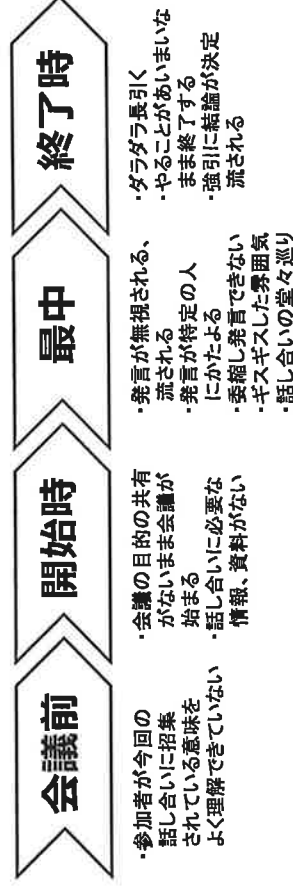 会議前
・参加者が今回の
話し合いに招集
されている意味を
よく理解できていない
開始時
・会議の目的の共有
がないまま会議が
始まる
・話し合いに必要な
情報、資料がない
最中
・発言が無視される、
流される
・発言が特定の人
にかたよる
・委縮し発言できない
・ギスギスした雰囲気
・話し合いの堂々巡り
終了時
・ダラダラ長引く
・やることがあいまいな
まま終了する
・強引に結論が決定
流される